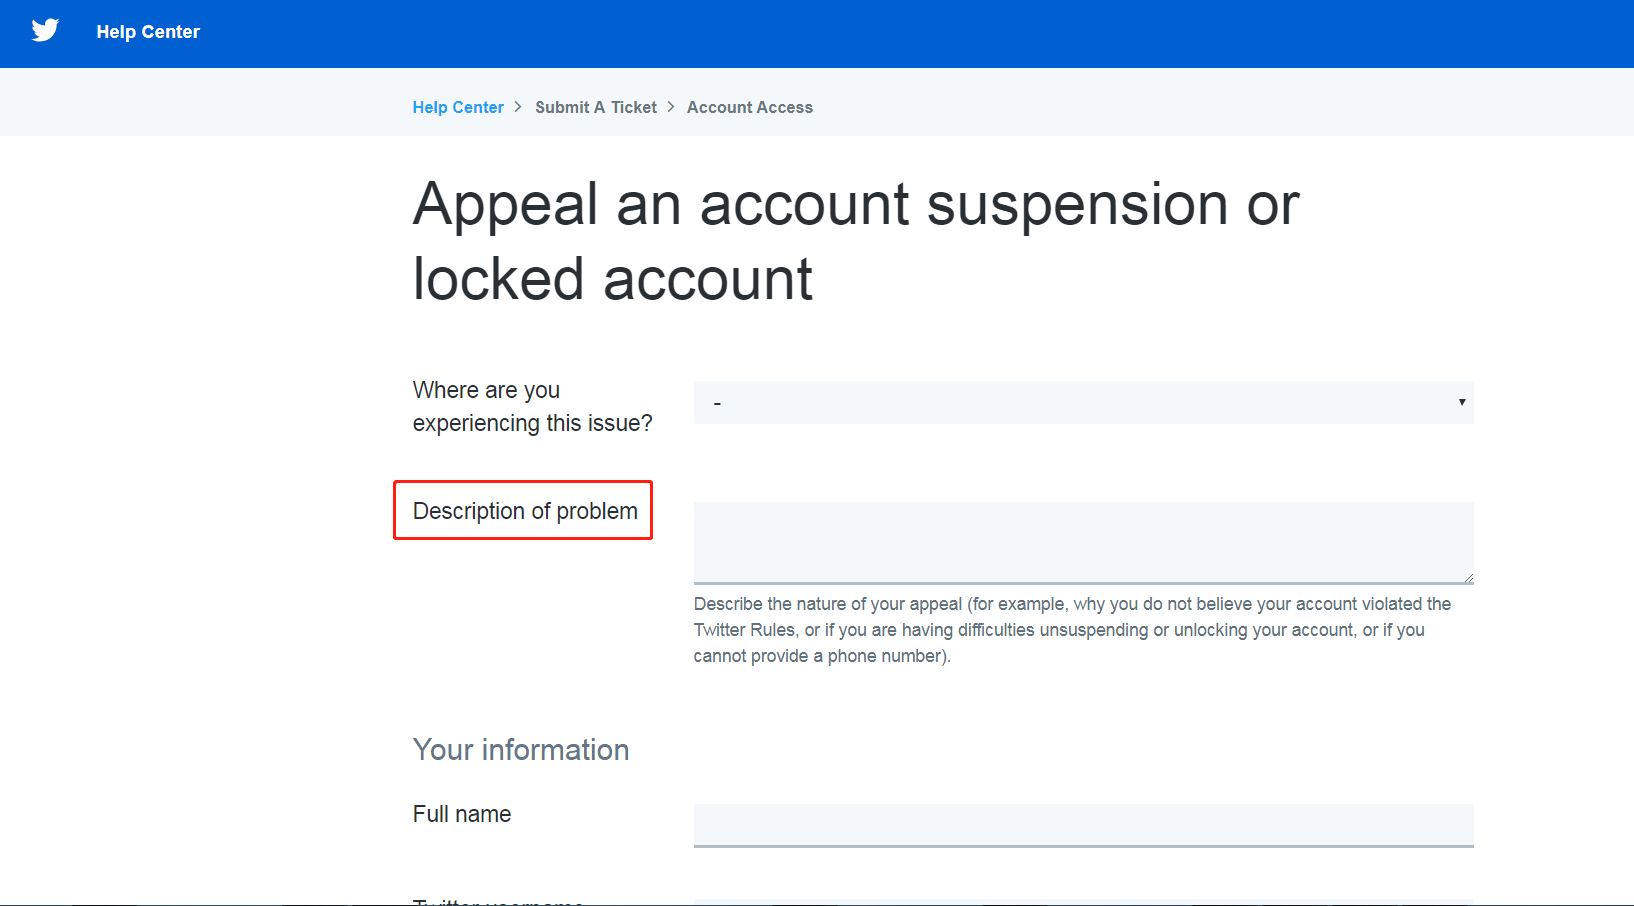 Help Center
Help Center > Submit A Ticket > Account Access
Appeal an account suspension or
locked account
Where are you
experiencing this issue?
-
Description of problem
Describe the nature of your appeal (for example, why you do not believe your account violated the
Twitter Rules, or if you are having difficulties unsuspending or unlocking your account, or if you
cannot provide a phone number).
Your information
Full name
Twitter username